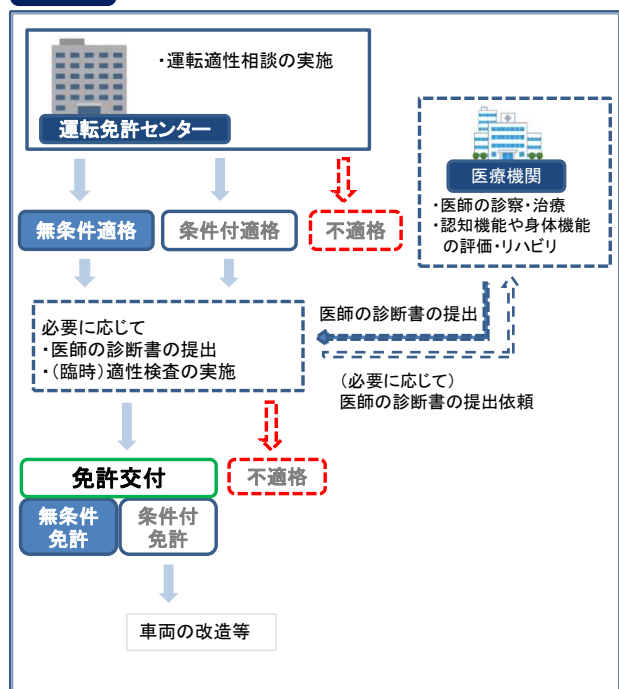 ・運転適性相談の実施
運転免許センター
無条件適格
条件付適格
不適格
医療機関
・医師の診察・治療
・認知機能や身体機能
の評価・リハビリ
必要に応じて
・医師の診断書の提出
・（臨時）適性検査の実施
医師の診断書の提出
（必要に応じて）
医師の診断書の提出依頼
免許交付
不適格
無条件
免許
条件付
免許
車両の改造等